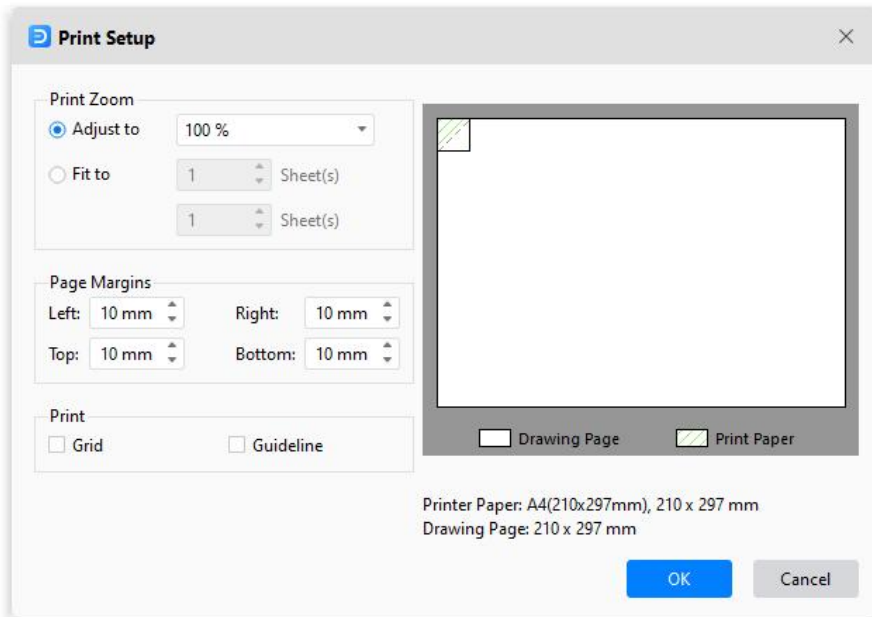 Print Setup
Print Zoom
Adjust to 100 %
Fit to 1 Sheet(s)
1 Sheet(s)
Page Margins
Left: 10 mm Right: 10 mm
Top: 10 mm Bottom: 10 mm
Print
Grid Guideline
Drawing Page Print Paper
Printer Paper: A4(210x297mm), 210 x 297 mm
Drawing Page: 210 x 297 mm
OK Cancel